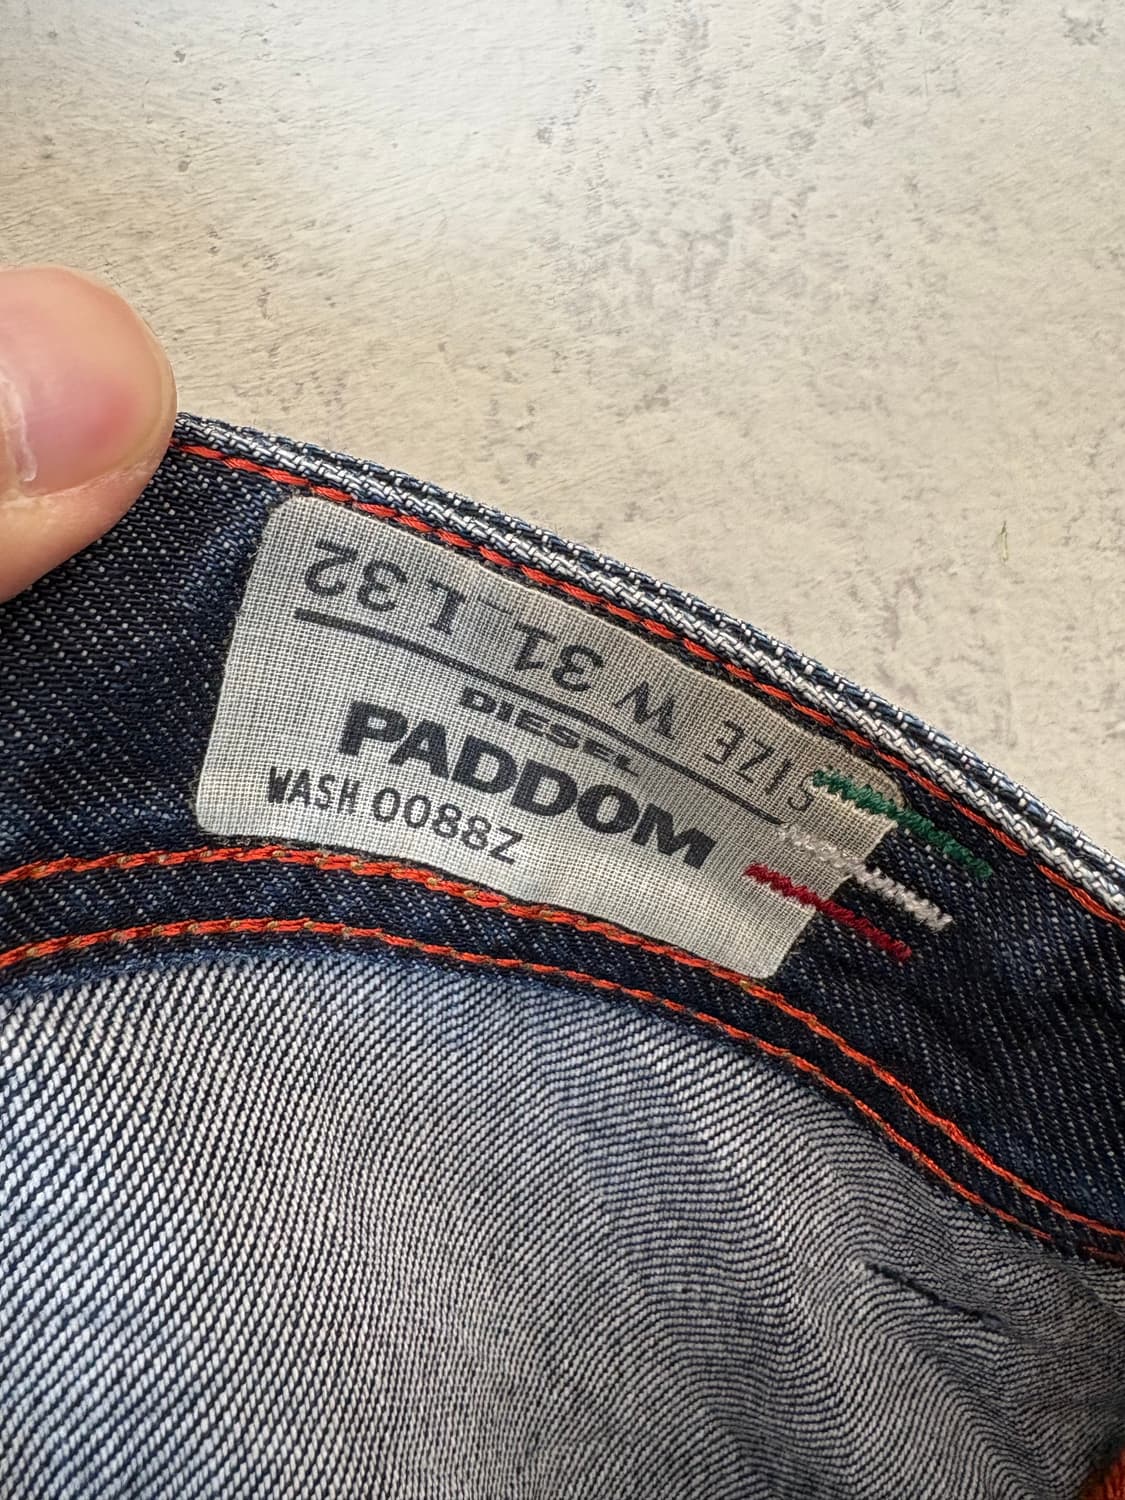 SIZE W 31 L 32
DIESEL
PADDOM
WASH 0088Z